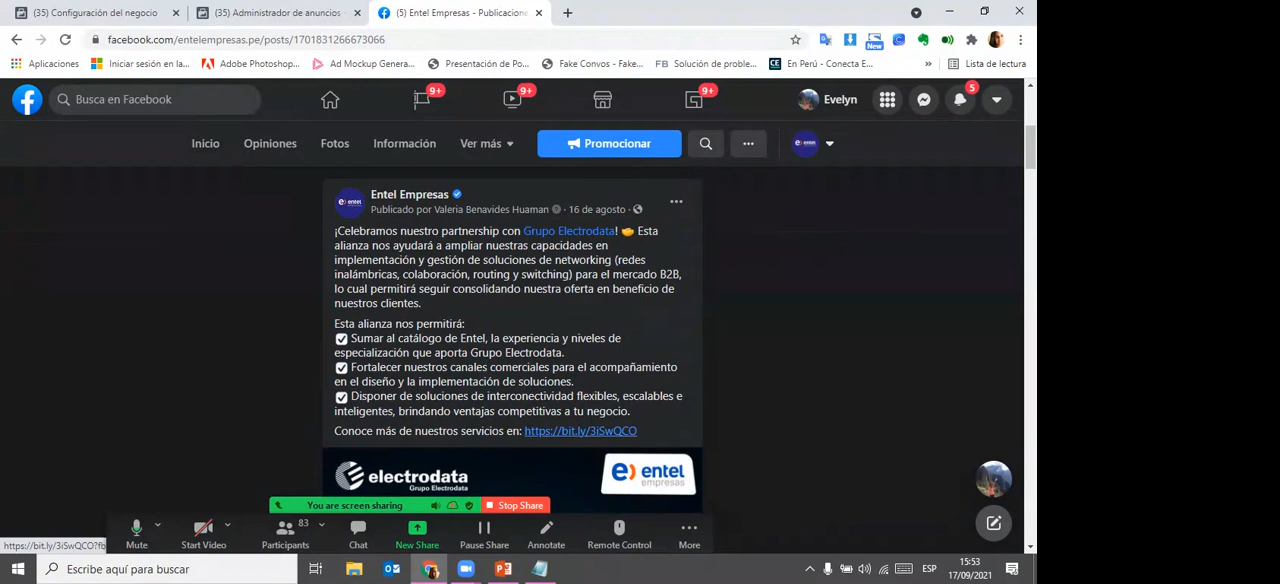 (35) Configuración del negocio
(35) Administrador de anuncios
(5) Entel Empresas - Publicacione
facebook.com/entelempresas.pe/posts/1701831266673066
New
Aplicaciones
Iniciar sesión en la...
Adobe Photoshop...
Ad Mockup Genera...
Presentación de Po...
Fake Convos - Fake...
FB Solución de proble...
CE En Perú - Conecta E...
»
Lista de lectura
Busca en Facebook
9+
9+
9+
Evelyn
5
Inicio
Opiniones
Fotos
Información
Ver más
Promocionar
entel
Entel Empresas
Publicado por Valeria Benavides Huaman · 16 de agosto ·
¡Celebramos nuestro partnership con Grupo Electrodata! 🤝 Esta
alianza nos ayudará a ampliar nuestras capacidades en
implementación y gestión de soluciones de networking (redes
inalámbricas, colaboración, routing y switching) para el mercado B2B,
lo cual permitirá seguir consolidando nuestra oferta en beneficio de
nuestros clientes.
Esta alianza nos permitirá:
☑ Sumar al catálogo de Entel, la experiencia y niveles de
especialización que aporta Grupo Electrodata.
☑ Fortalecer nuestros canales comerciales para el acompañamiento
en el diseño y la implementación de soluciones.
☑ Disponer de soluciones de interconectividad flexibles, escalables e
inteligentes, brindando ventajas competitivas a tu negocio.
Conoce más de nuestros servicios en: https://bit.ly/3iSwQCO
electrodata
Grupo Electrodata
entel
empresas
You are screen sharing
Stop Share
Mute
Start Video
83
Participants
Chat
New Share
Pause Share
Annotate
Remote Control
More
https://bit.ly/3iSwQCO?fb
Escribe aquí para buscar
ESP
15:53
17/09/2021